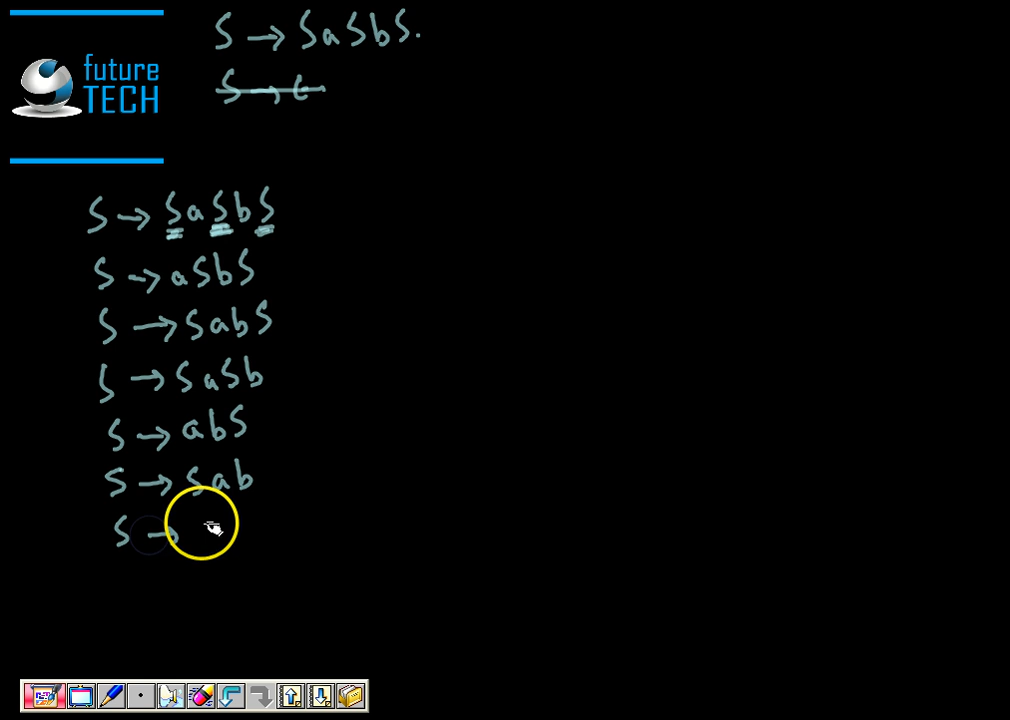 future
TECH
S → SaSbS.
S → ϵ
S → SaSbS
S → aSbS
S → SabS
S → SaSb
S → abS
S → Sab
S →